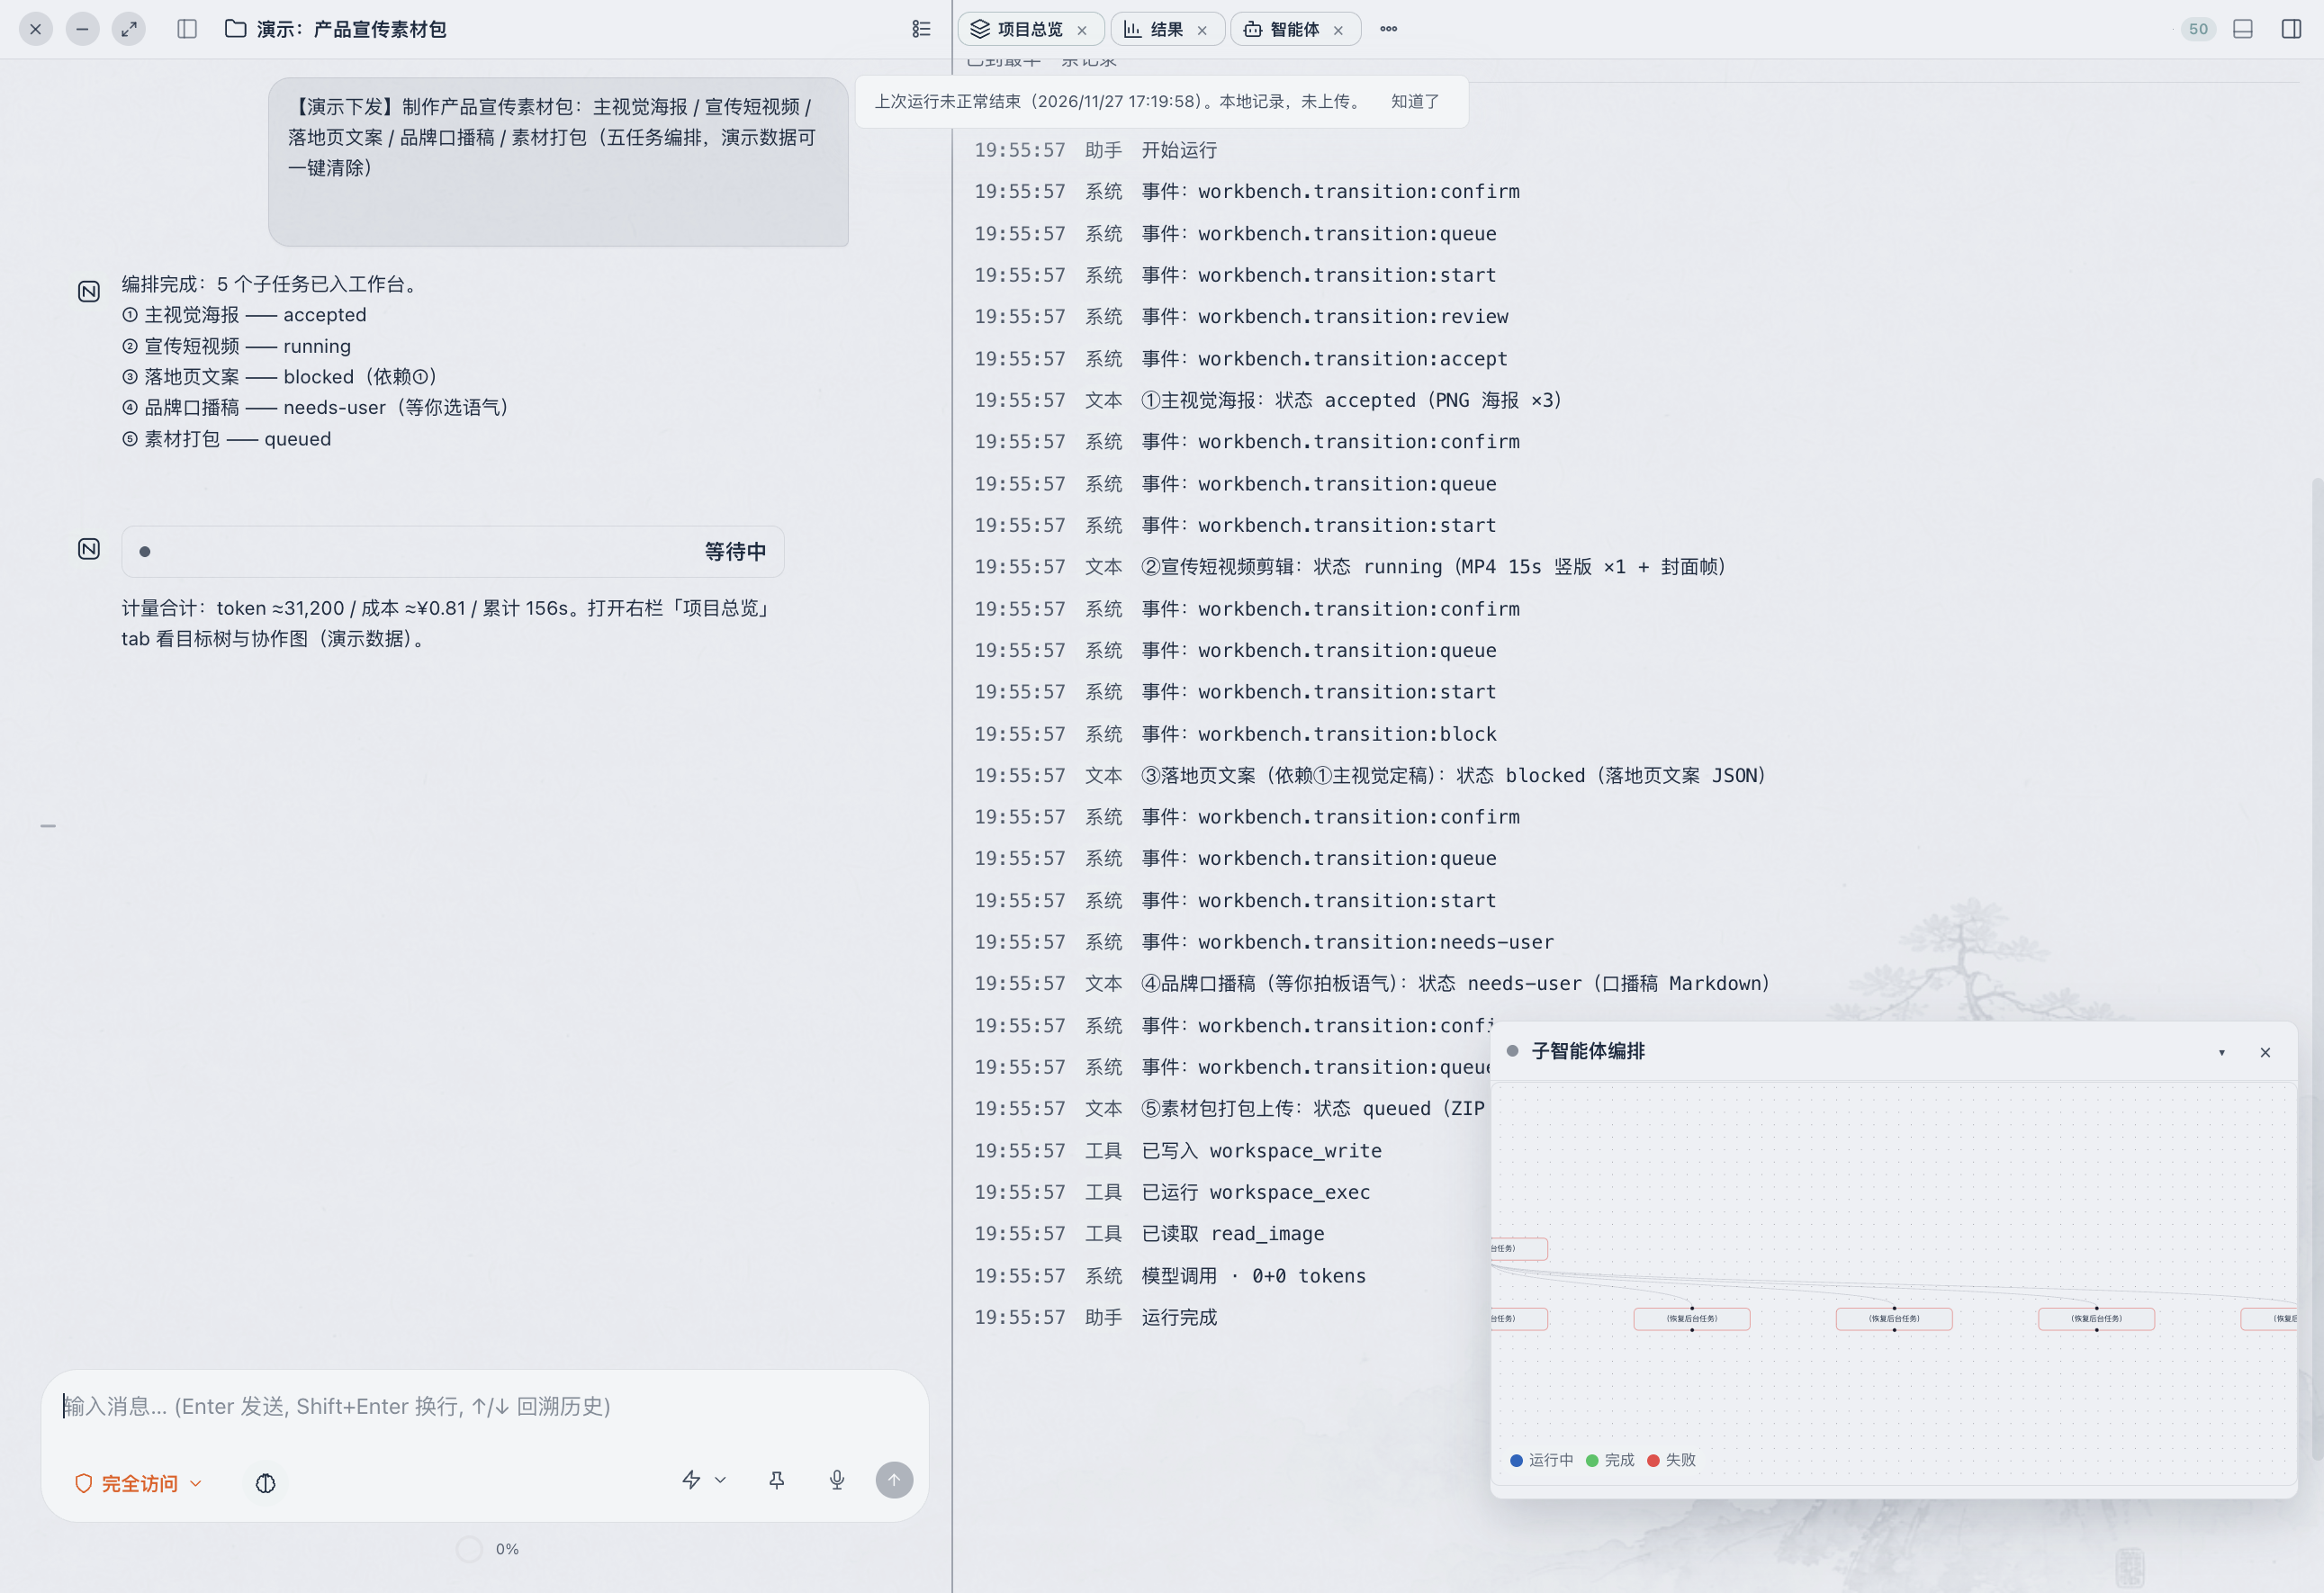 演示：产品宣传素材包
项目总览
结果
智能体
50
上次运行未正常结束（2026/11/27 17:19:58）。本地记录，未上传。 知道了
【演示下发】制作产品宣传素材包：主视觉海报 / 宣传短视频 /
落地页文案 / 品牌口播稿 / 素材打包（五任务编排，演示数据可
一键清除）
编排完成：5 个子任务已入工作台。
① 主视觉海报 —— accepted
② 宣传短视频 —— running
③ 落地页文案 —— blocked（依赖①）
④ 品牌口播稿 —— needs-user（等你选语气）
⑤ 素材打包 —— queued
等待中
计量合计：token ≈31,200 / 成本 ≈¥0.81 / 累计 156s。打开右栏「项目总览」
tab 看目标树与协作图（演示数据）。
输入消息... (Enter 发送, Shift+Enter 换行, ↑/↓ 回溯历史)
完全访问
0%
19:55:57 助手 开始运行
19:55:57 系统 事件：workbench.transition:confirm
19:55:57 系统 事件：workbench.transition:queue
19:55:57 系统 事件：workbench.transition:start
19:55:57 系统 事件：workbench.transition:review
19:55:57 系统 事件：workbench.transition:accept
19:55:57 文本 ①主视觉海报：状态 accepted（PNG 海报 ×3）
19:55:57 系统 事件：workbench.transition:confirm
19:55:57 系统 事件：workbench.transition:queue
19:55:57 系统 事件：workbench.transition:start
19:55:57 文本 ②宣传短视频剪辑：状态 running（MP4 15s 竖版 ×1 + 封面帧）
19:55:57 系统 事件：workbench.transition:confirm
19:55:57 系统 事件：workbench.transition:queue
19:55:57 系统 事件：workbench.transition:start
19:55:57 系统 事件：workbench.transition:block
19:55:57 文本 ③落地页文案（依赖①主视觉定稿）：状态 blocked（落地页文案 JSON）
19:55:57 系统 事件：workbench.transition:confirm
19:55:57 系统 事件：workbench.transition:queue
19:55:57 系统 事件：workbench.transition:start
19:55:57 系统 事件：workbench.transition:needs-user
19:55:57 文本 ④品牌口播稿（等你拍板语气）：状态 needs-user（口播稿 Markdown）
19:55:57 系统 事件：workbench.transition:confi
19:55:57 系统 事件：workbench.transition:queue
19:55:57 文本 ⑤素材包打包上传：状态 queued（ZIP
19:55:57 工具 已写入 workspace_write
19:55:57 工具 已运行 workspace_exec
19:55:57 工具 已读取 read_image
19:55:57 系统 模型调用 · 0+0 tokens
19:55:57 助手 运行完成
子智能体编排
台任务）
台任务）
（恢复后台任务）
（恢复后台任务）
（恢复后台任务）
（恢复后
运行中
完成
失败